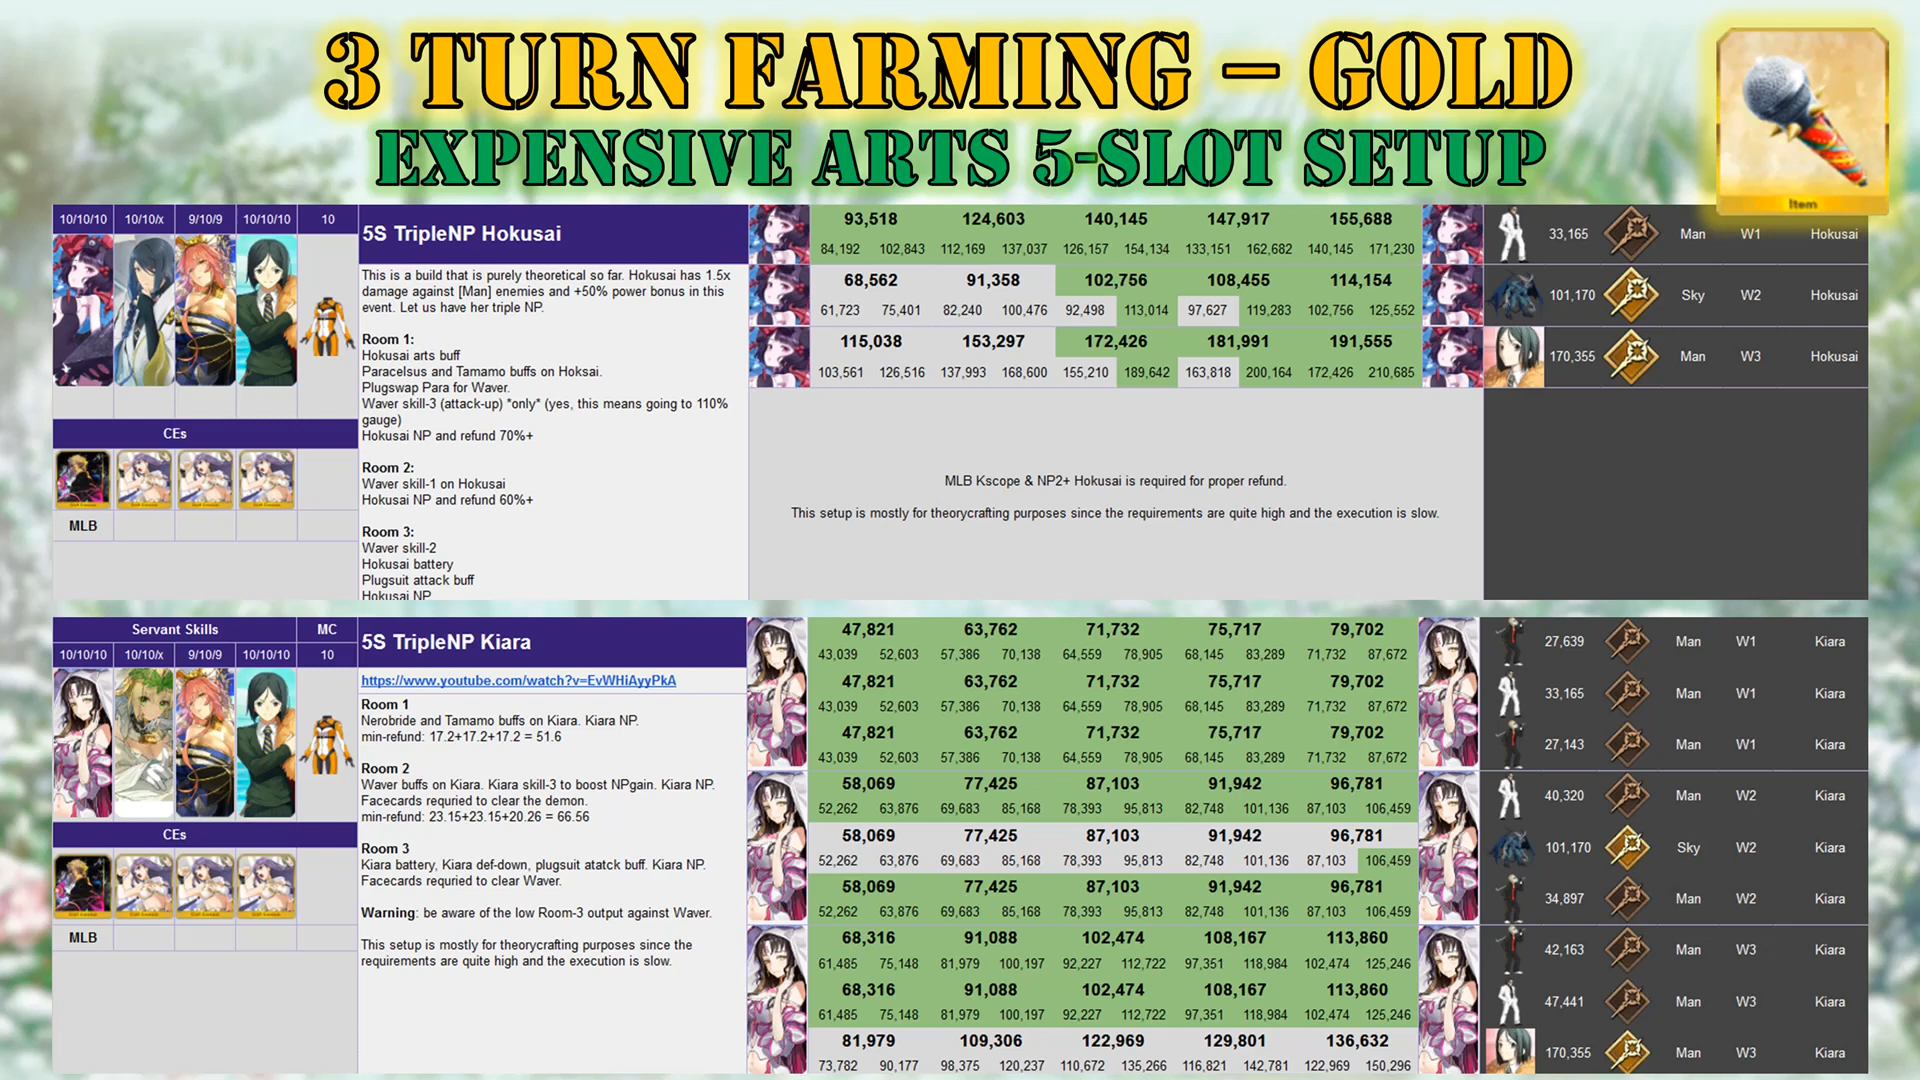 3 TURN FARMING – GOLD
EXPENSIVE ARTS 5-SLOT SETUP
Item
10/10/10 10/10/x 9/10/9 10/10/10 10
CEs
MLB
5S TripleNP Hokusai
This is a build that is purely theoretical so far. Hokusai has 1.5x
damage against [Man] enemies and +50% power bonus in this
event. Let us have her triple NP.
Room 1:
Hokusai arts buff
Paracelsus and Tamamo buffs on Hoksai.
Plugswap Para for Waver.
Waver skill-3 (attack-up) *only* (yes, this means going to 110%
gauge)
Hokusai NP and refund 70%+
Room 2:
Waver skill-1 on Hokusai
Hokusai NP and refund 60%+
Room 3:
Waver skill-2
Hokusai battery
Plugsuit attack buff
Hokusai NP
93,518 124,603 140,145 147,917 155,688
84,192 102,843 112,169 137,037 126,157 154,134 133,151 162,682 140,145 171,230
68,562 91,358 102,756 108,455 114,154
61,723 75,401 82,240 100,476 92,498 113,014 97,627 119,283 102,756 125,552
115,038 153,297 172,426 181,991 191,555
103,561 126,516 137,993 168,600 155,210 189,642 163,818 200,164 172,426 210,685
MLB Kscope & NP2+ Hokusai is required for proper refund.
This setup is mostly for theorycrafting purposes since the requirements are quite high and the execution is slow.
33,165 Man W1 Hokusai
101,170 Sky W2 Hokusai
170,355 Man W3 Hokusai
Servant Skills MC
10/10/10 10/10/x 9/10/9 10/10/10 10
CEs
MLB
5S TripleNP Kiara
https://www.youtube.com/watch?v=EvWHiAyyPkA
Room 1
Nerobride and Tamamo buffs on Kiara. Kiara NP.
min-refund: 17.2+17.2+17.2 = 51.6
Room 2
Waver buffs on Kiara. Kiara skill-3 to boost NPgain. Kiara NP.
Facecards requried to clear the demon.
min-refund: 23.15+23.15+20.26 = 66.56
Room 3
Kiara battery, Kiara def-down, plugsuit atatck buff. Kiara NP.
Facecards requried to clear Waver.
Warning: be aware of the low Room-3 output against Waver.
This setup is mostly for theorycrafting purposes since the
requirements are quite high and the execution is slow.
47,821 63,762 71,732 75,717 79,702
43,039 52,603 57,386 70,138 64,559 78,905 68,145 83,289 71,732 87,672
47,821 63,762 71,732 75,717 79,702
43,039 52,603 57,386 70,138 64,559 78,905 68,145 83,289 71,732 87,672
47,821 63,762 71,732 75,717 79,702
43,039 52,603 57,386 70,138 64,559 78,905 68,145 83,289 71,732 87,672
58,069 77,425 87,103 91,942 96,781
52,262 63,876 69,683 85,168 78,393 95,813 82,748 101,136 87,103 106,459
58,069 77,425 87,103 91,942 96,781
52,262 63,876 69,683 85,168 78,393 95,813 82,748 101,136 87,103 106,459
58,069 77,425 87,103 91,942 96,781
52,262 63,876 69,683 85,168 78,393 95,813 82,748 101,136 87,103 106,459
68,316 91,088 102,474 108,167 113,860
61,485 75,148 81,979 100,197 92,227 112,722 97,351 118,984 102,474 125,246
68,316 91,088 102,474 108,167 113,860
61,485 75,148 81,979 100,197 92,227 112,722 97,351 118,984 102,474 125,246
81,979 109,306 122,969 129,801 136,632
73,782 90,177 98,375 120,237 110,672 135,266 116,821 142,781 122,969 150,296
27,639 Man W1 Kiara
33,165 Man W1 Kiara
27,143 Man W1 Kiara
40,320 Man W2 Kiara
101,170 Sky W2 Kiara
34,897 Man W2 Kiara
42,163 Man W3 Kiara
47,441 Man W3 Kiara
170,355 Man W3 Kiara